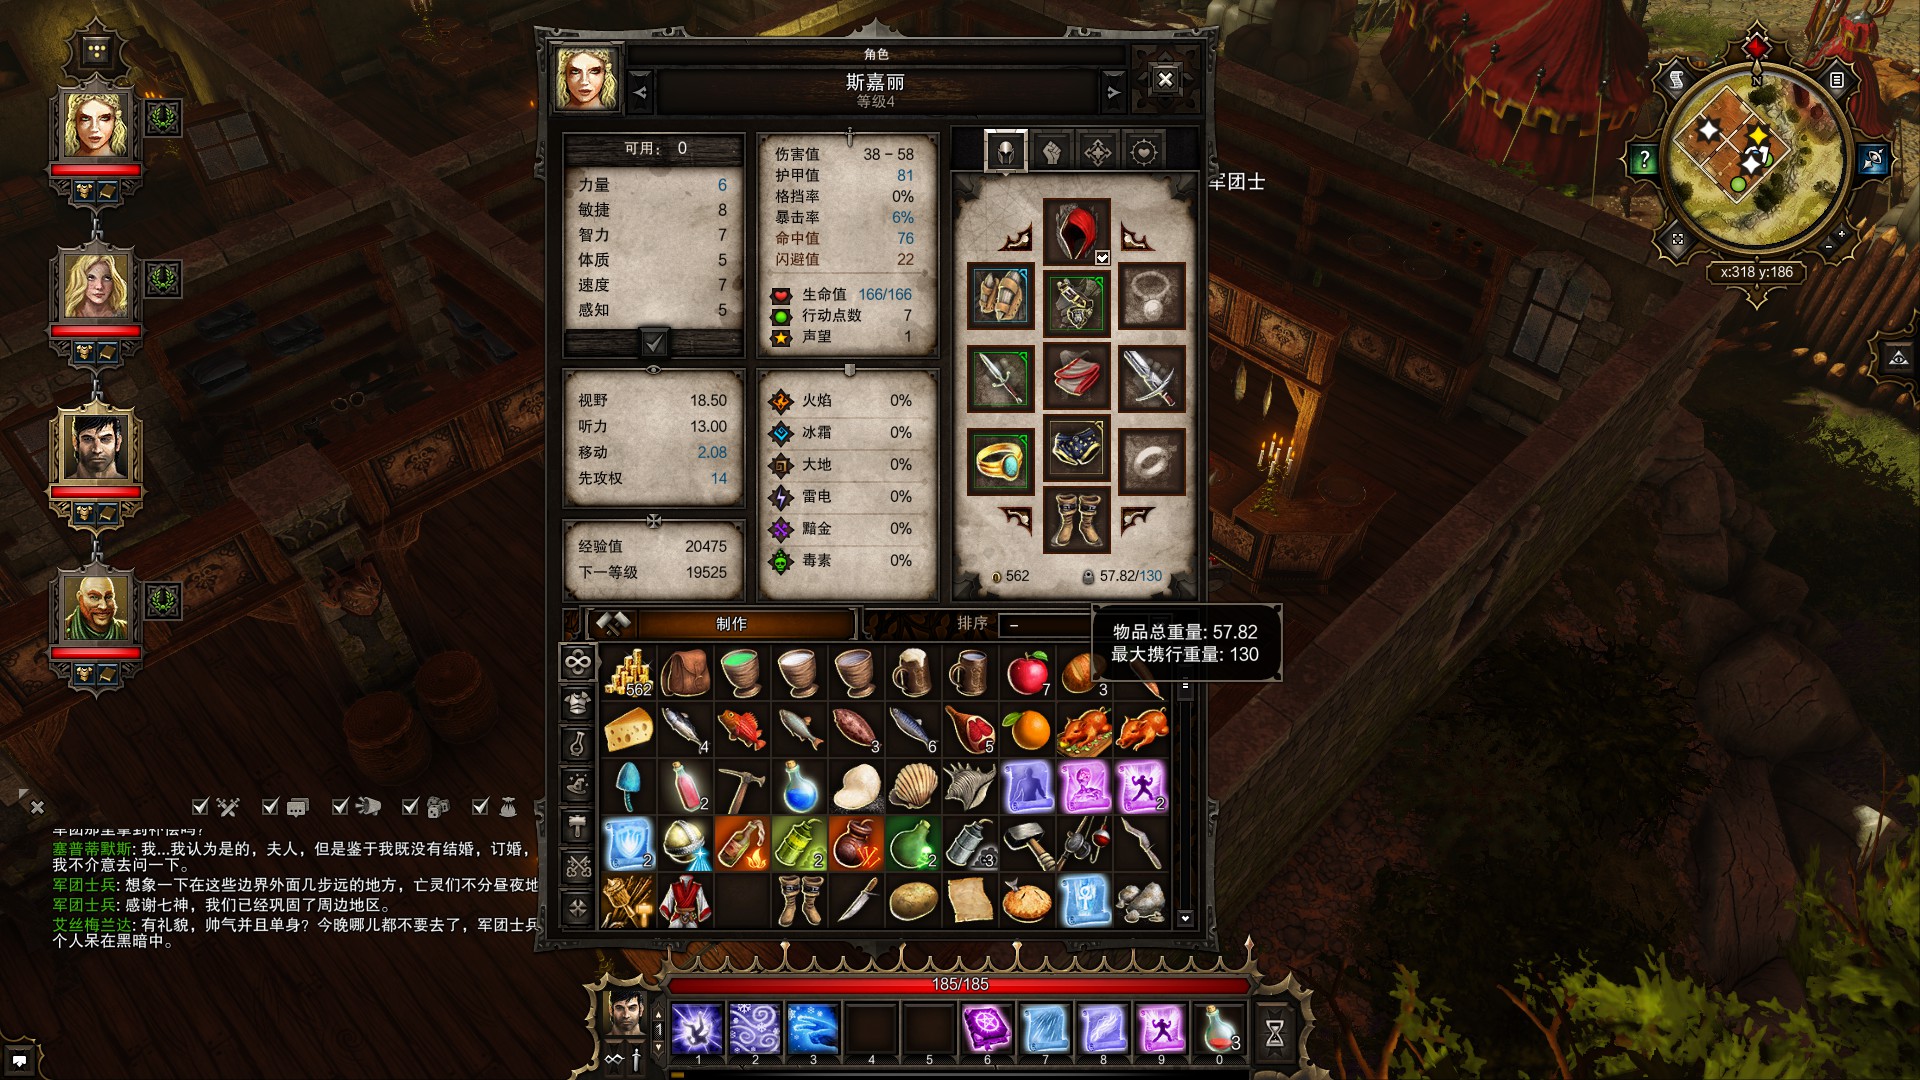 角色
斯嘉丽
等级4
可用: 0
力量 6
敏捷 8
智力 7
体质 5
速度 7
感知 5
伤害值 38 – 58
护甲值 81
格挡率 0%
暴击率 6%
命中值 76
闪避值 22
生命值 166/166
行动点数 7
声望 1
视野 18.50
听力 13.00
移动 2.08
先攻权 14
火焰 0%
冰霜 0%
大地 0%
雷电 0%
黯金 0%
毒素 0%
经验值 20475
下一等级 19525
562
57.82/130
军团士
N
x:318 y:186
制作
排序
–
物品总重量: 57.82
最大携行重量: 130
562
7
3
4
3
6
5
2
2
2
2
2
3
军团那里拿到补偿吗?
塞普蒂默斯: 我...我认为是的，夫人，但是鉴于我既没有结婚，订婚，
我不介意去问一下。
军团士兵: 想象一下在这些边界外面几步远的地方，亡灵们不分昼夜地
军团士兵: 感谢七神，我们已经巩固了周边地区。
艾丝梅兰达: 有礼貌，帅气并且单身？今晚哪儿都不要去了，军团士兵
个人呆在黑暗中。
185/185
1
3
1 2 3 4 5 6 7 8 9 0